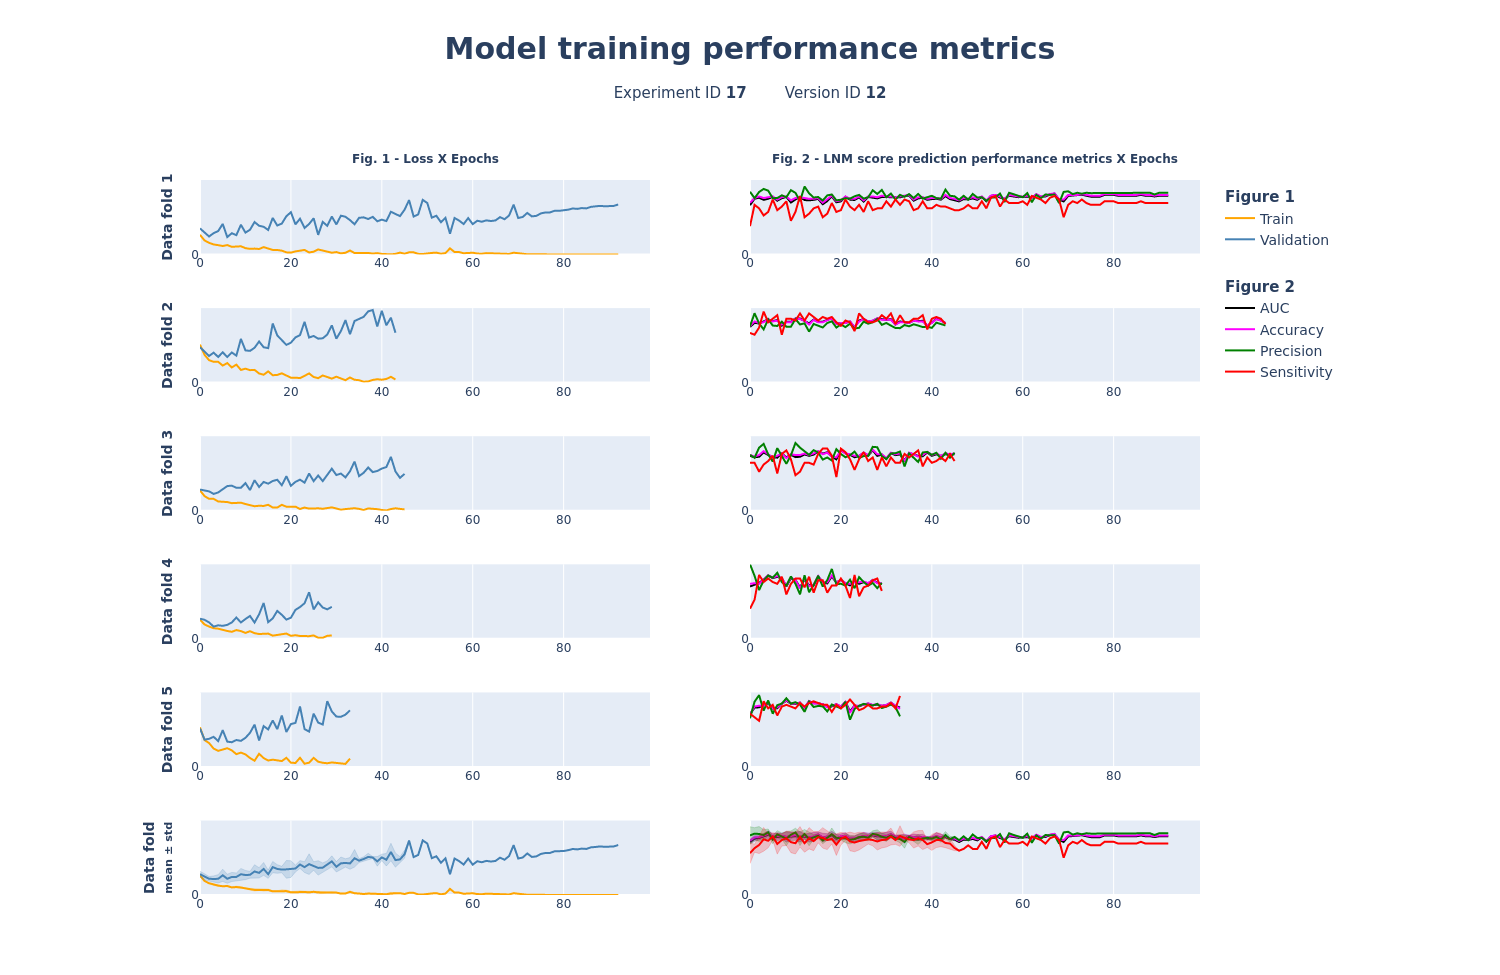 Model training performance metrics
Experiment ID 17 Version ID 12
Fig. 1 - Loss X Epochs
Fig. 2 - LNM score prediction performance metrics X Epochs
Data fold 1
0
0 20 40 60 80
0
0 20 40 60 80
Figure 1
Train
Validation
Figure 2
AUC
Accuracy
Precision
Sensitivity
Data fold 2
0
0 20 40 60 80
0
0 20 40 60 80
Data fold 3
0
0 20 40 60 80
0
0 20 40 60 80
Data fold 4
0
0 20 40 60 80
0
0 20 40 60 80
Data fold 5
0
0 20 40 60 80
0
0 20 40 60 80
Data fold
mean ± std
0
0 20 40 60 80
0
0 20 40 60 80